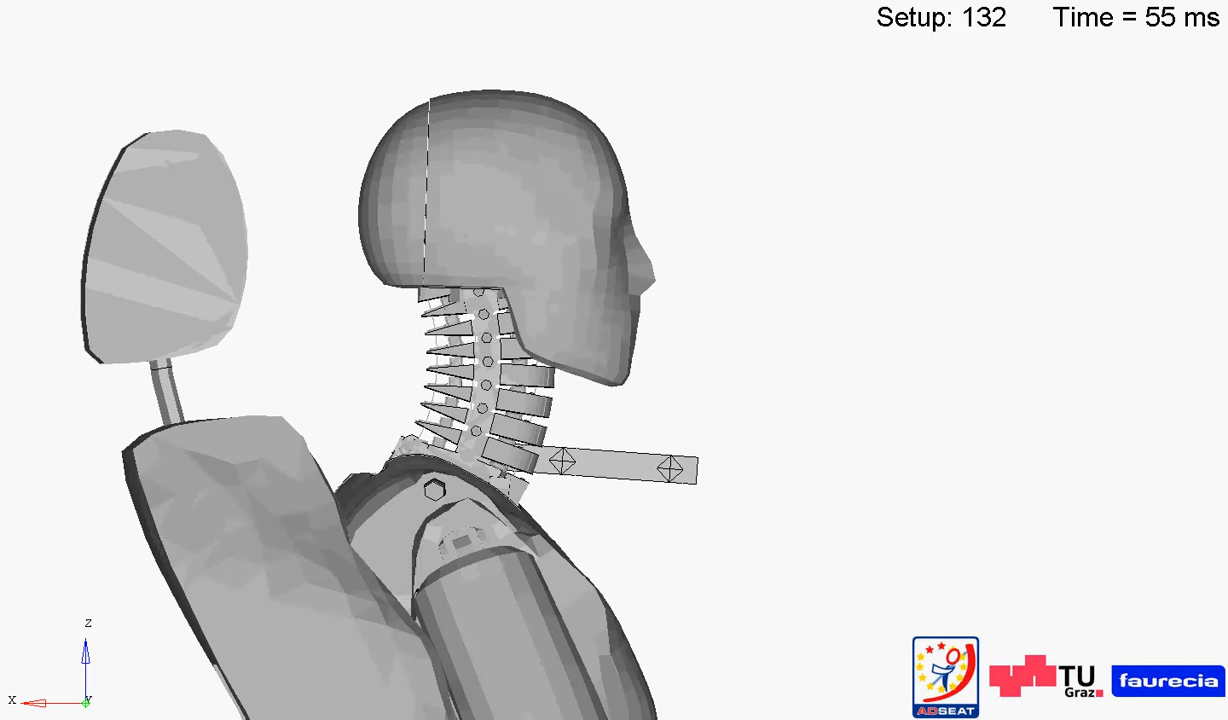 Setup: 132 Time = 55 ms
Z
X
Y
ADSEAT
TU
Graz
faurecia